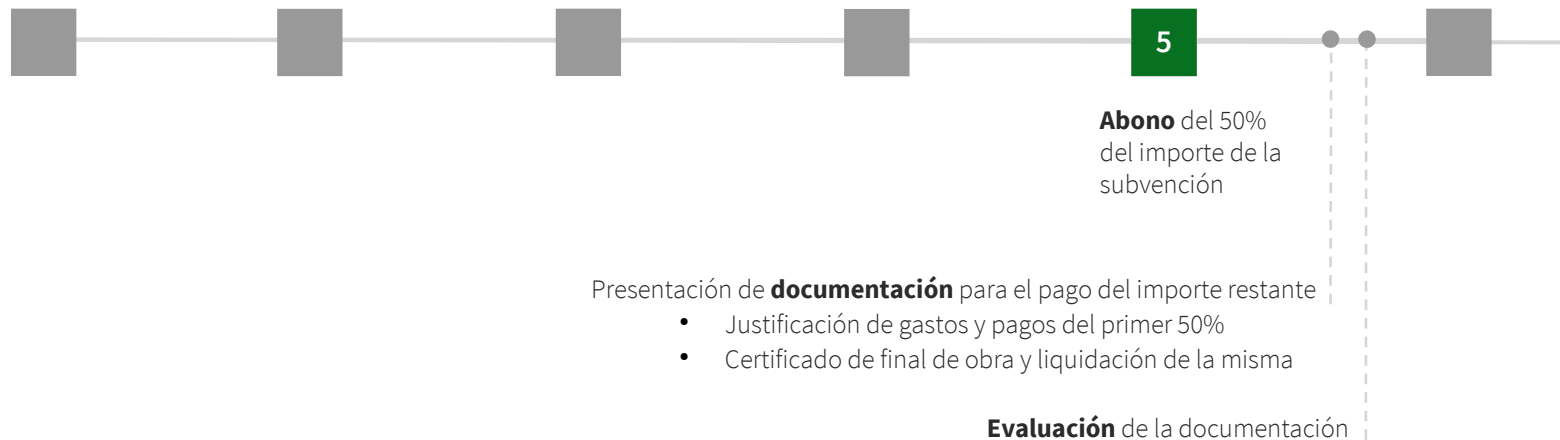 5
Abono del 50%
del importe de la
subvención
Presentación de documentación para el pago del importe restante
• Justificación de gastos y pagos del primer 50%
• Certificado de final de obra y liquidación de la misma
Evaluación de la documentación